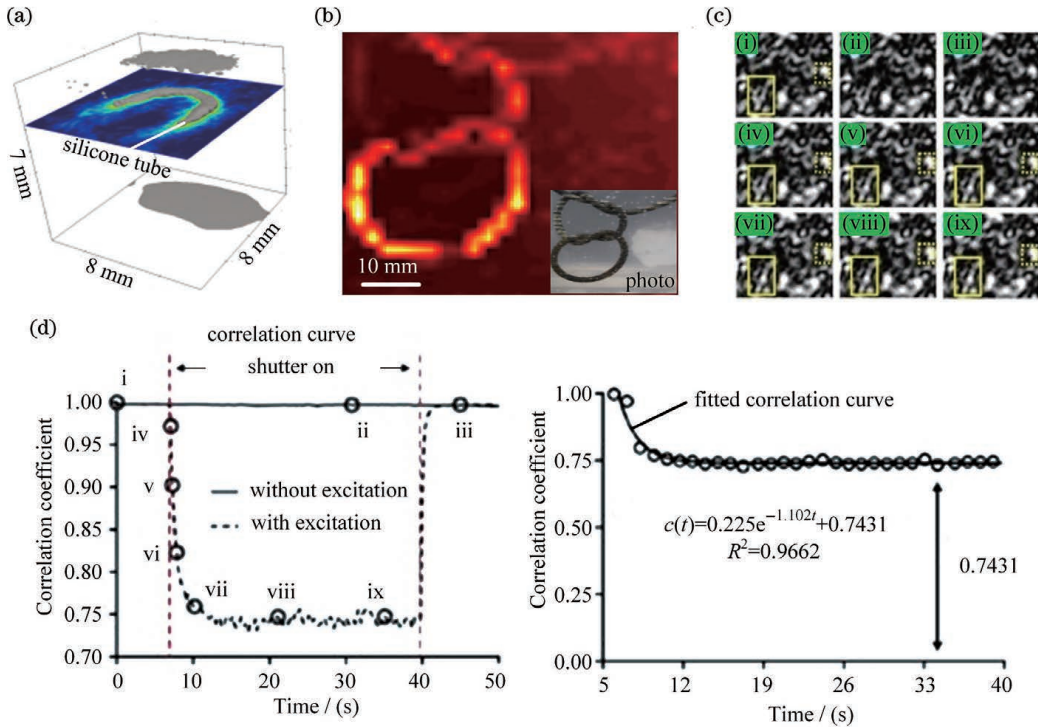 (a)
silicone tube
7 mm
8 mm
8 mm
(b)
10 mm
photo
(c)
(i)
(ii)
(iii)
(iv)
(v)
(vi)
(vii)
(viii)
(ix)
(d)
correlation curve
shutter on
i
ii
iii
iv
v
vi
vii
viii
ix
without excitation
with excitation
Correlation coefficient
1.00
0.95
0.90
0.85
0.80
0.75
0.70
0
10
20
30
40
50
Time / (s)
fitted correlation curve
c(t)=0.225e^{-1.102t}+0.7431
R²=0.9662
0.7431
Correlation coefficient
1.00
0.75
0.50
0.25
0.00
5
12
19
26
33
40
Time / (s)